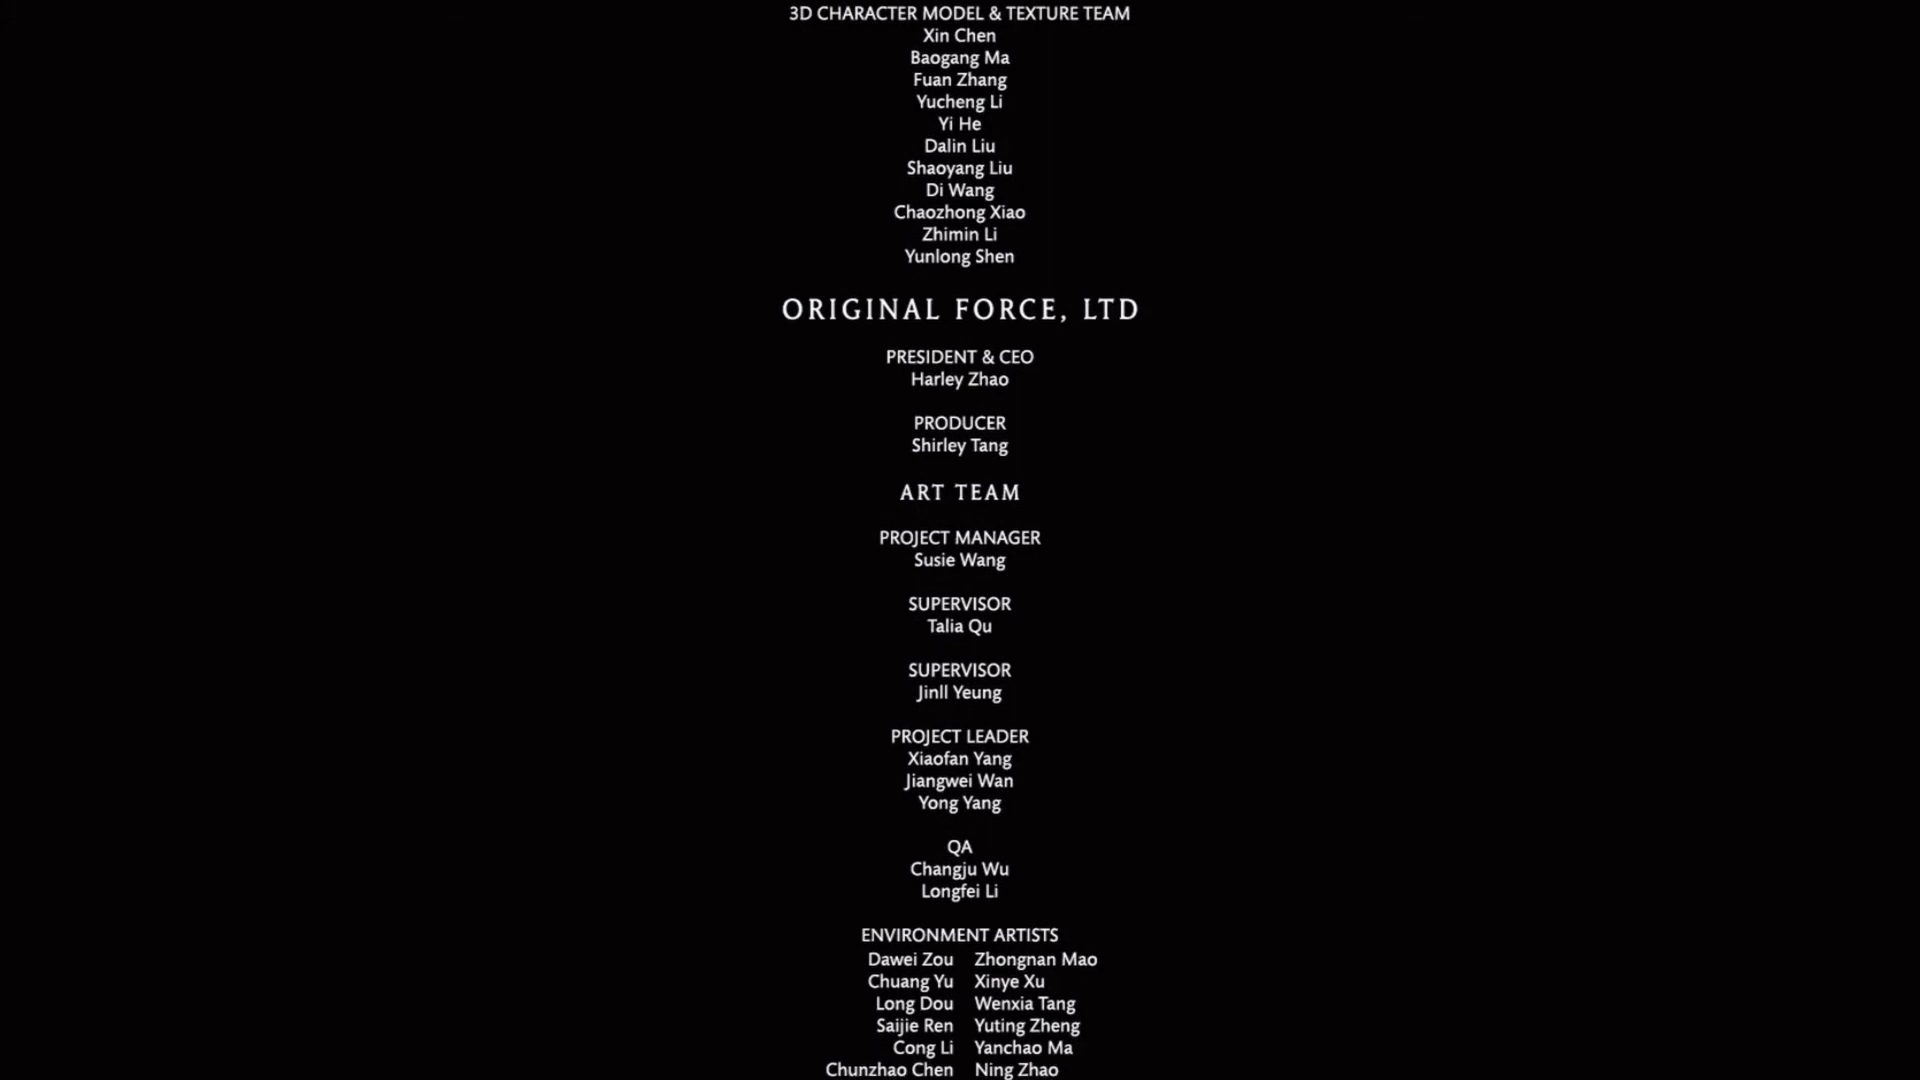 3D CHARACTER MODEL & TEXTURE TEAM
Xin Chen
Baogang Ma
Fuan Zhang
Yucheng Li
Yi He
Dalin Liu
Shaoyang Liu
Di Wang
Chaozhong Xiao
Zhimin Li
Yunlong Shen
ORIGINAL FORCE, LTD
PRESIDENT & CEO
Harley Zhao
PRODUCER
Shirley Tang
ART TEAM
PROJECT MANAGER
Susie Wang
SUPERVISOR
Talia Qu
SUPERVISOR
Jinll Yeung
PROJECT LEADER
Xiaofan Yang
Jiangwei Wan
Yong Yang
QA
Changju Wu
Longfei Li
ENVIRONMENT ARTISTS
Dawei Zou Zhongnan Mao
Chuang Yu Xinye Xu
Long Dou Wenxia Tang
Saijie Ren Yuting Zheng
Cong Li Yanchao Ma
Chunzhao Chen Ning Zhao